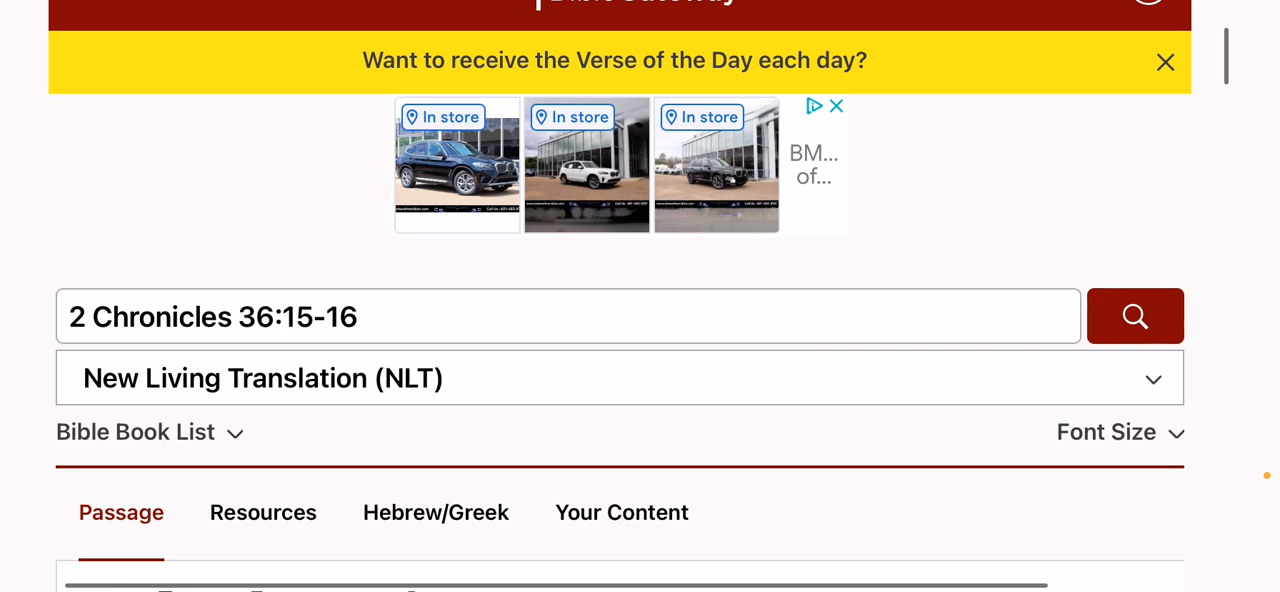 Bible Gateway
Want to receive the Verse of the Day each day?
In store
In store
In store
BM...
of...
2 Chronicles 36:15-16
New Living Translation (NLT)
Bible Book List
Font Size
Passage
Resources
Hebrew/Greek
Your Content